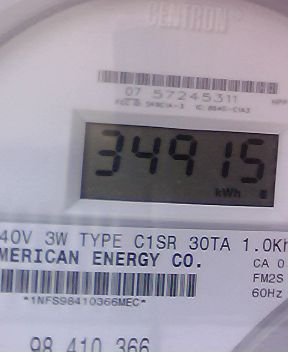 CENTRON
07 57245311
34915
kWh
40V 3W TYPE C1SR 30TA 1.0Kh
MERICAN ENERGY CO.
CA 0
FM2S
60Hz
*1NFS98410366MEC*
98 410 366